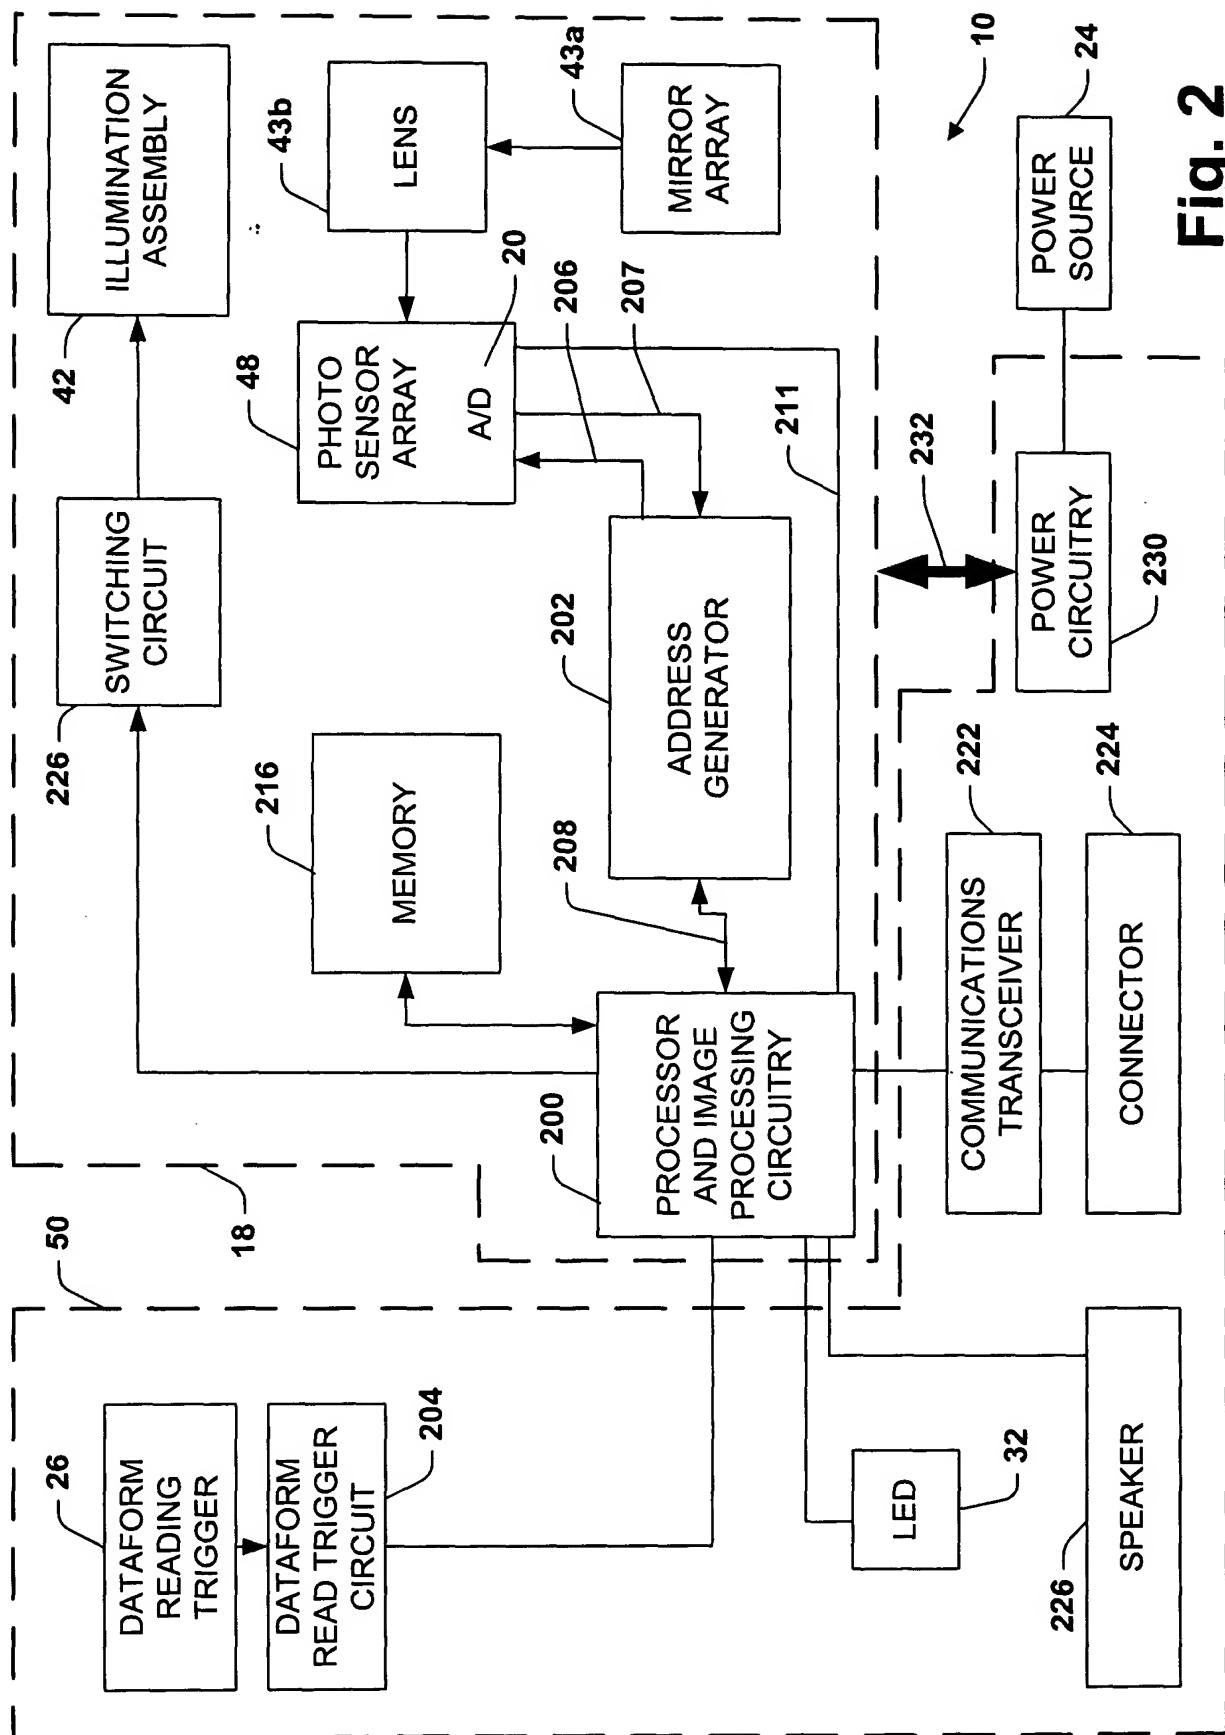 50
18
26
DATAFORM
READING
TRIGGER
DATAFORM
READ TRIGGER
CIRCUIT
204
226
SWITCHING
CIRCUIT
42
ILLUMINATION
ASSEMBLY
216
MEMORY
48
PHOTO
SENSOR
ARRAY
A/D
20
43b
LENS
43a
MIRROR
ARRAY
206
207
202
ADDRESS
GENERATOR
208
211
200
PROCESSOR
AND IMAGE
PROCESSING
CIRCUITRY
LED
32
226
SPEAKER
COMMUNICATIONS
TRANSCEIVER
222
CONNECTOR
224
232
POWER
CIRCUITRY
230
POWER
SOURCE
24
10
Fig. 2